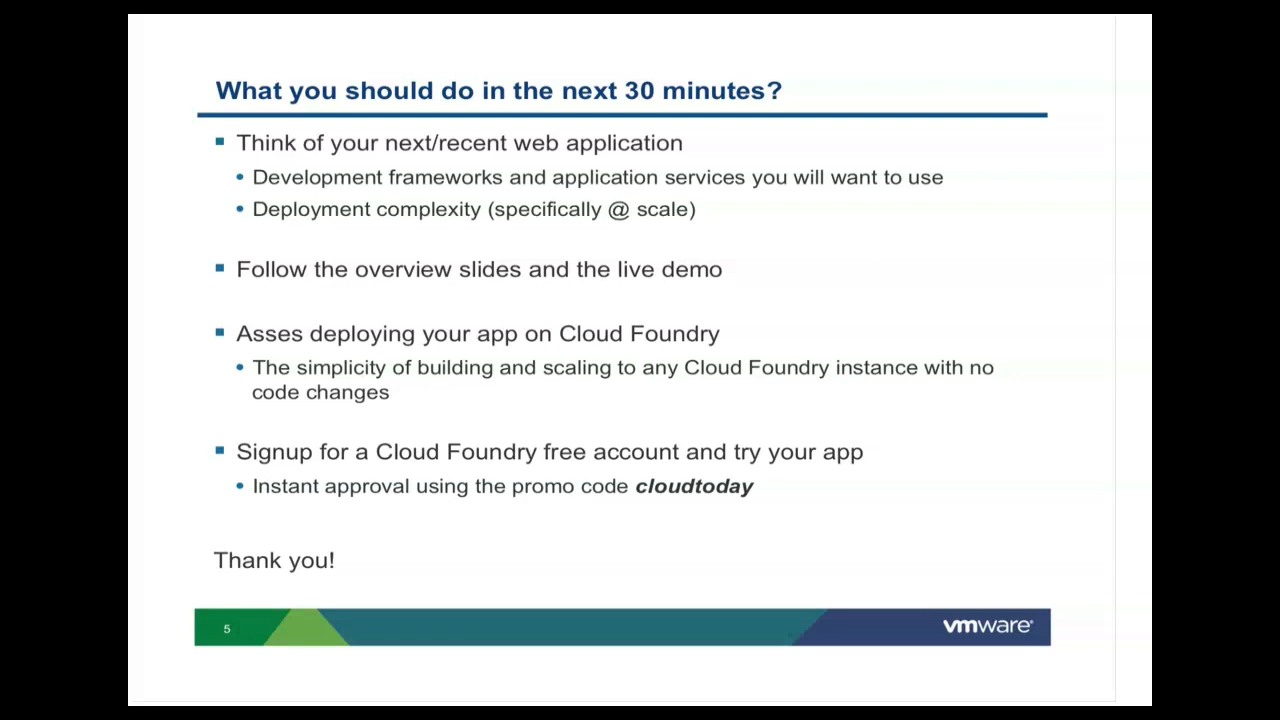 What you should do in the next 30 minutes?
Think of your next/recent web application
Development frameworks and application services you will want to use
Deployment complexity (specifically @ scale)
Follow the overview slides and the live demo
Asses deploying your app on Cloud Foundry
The simplicity of building and scaling to any Cloud Foundry instance with no
code changes
Signup for a Cloud Foundry free account and try your app
Instant approval using the promo code cloudtoday
Thank you!
5
vmware®